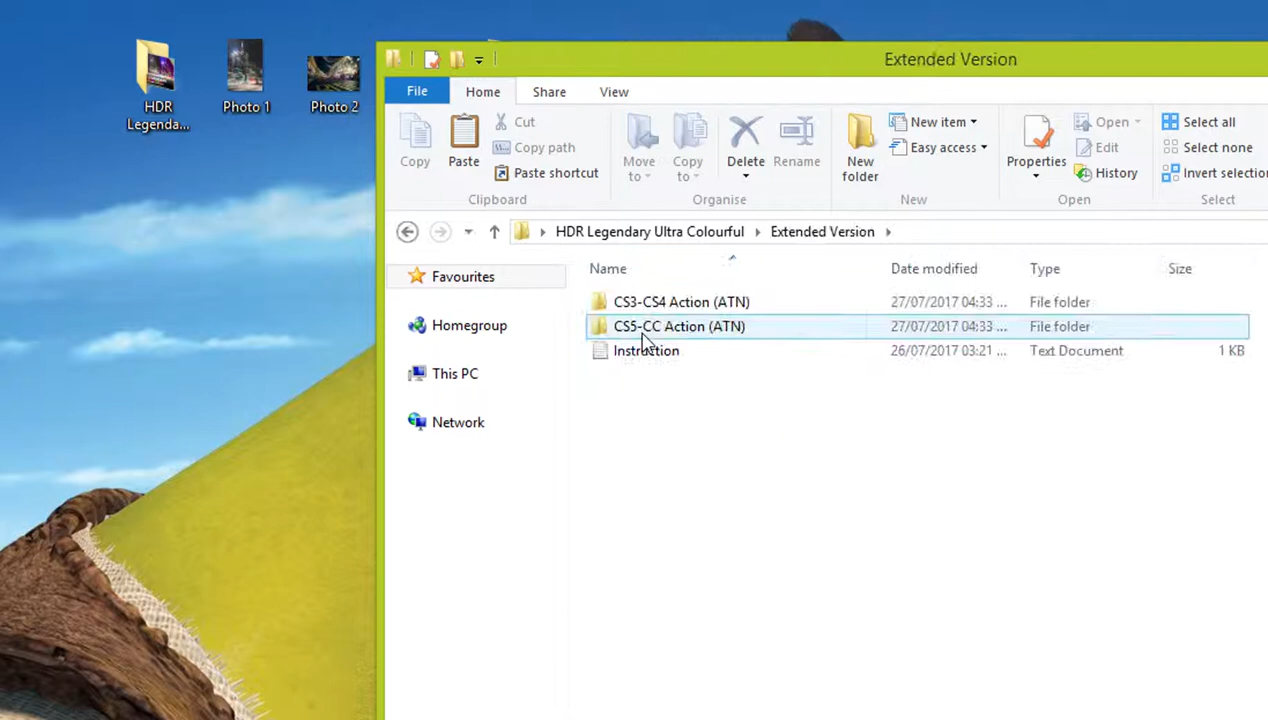 HDR
Legenda...
Photo 1
Photo 2
Extended Version
File
Home
Share
View
Copy
Paste
Cut
Copy path
Paste shortcut
Clipboard
Move
to
Copy
to
Delete
Rename
Organise
New
folder
New item
Easy access
New
Properties
Open
Edit
History
Open
Select all
Select none
Invert selection
Select
HDR Legendary Ultra Colourful
Extended Version
Favourites
Homegroup
This PC
Network
Name
Date modified
Type
Size
CS3-CS4 Action (ATN)
27/07/2017 04:33 ...
File folder
CS5-CC Action (ATN)
27/07/2017 04:33 ...
File folder
Instruction
26/07/2017 03:21 ...
Text Document
1 KB